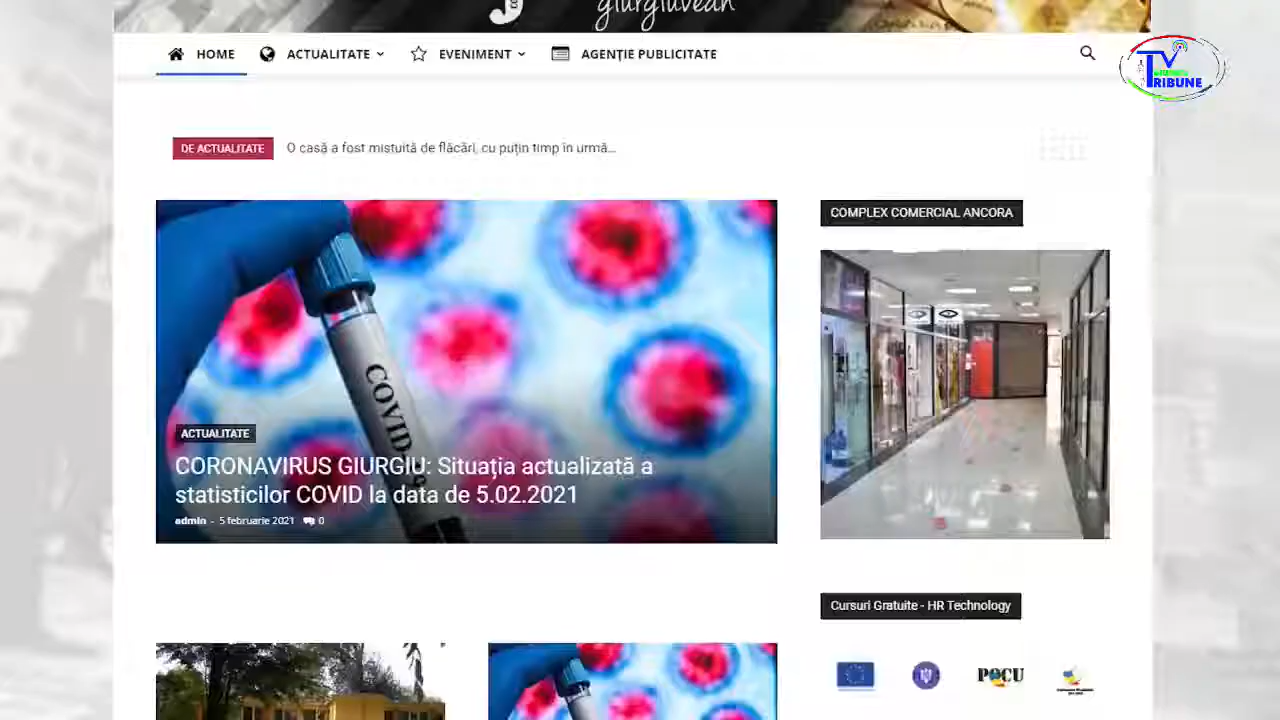 giurgiuvean
HOME
ACTUALITATE
EVENIMENT
AGENȚIE PUBLICITATE
TV
TRIBUNE
DE ACTUALITATE
O casă a fost mistuită de flăcări, cu puțin timp în urmă...
COMPLEX COMERCIAL ANCORA
COVID
ACTUALITATE
CORONAVIRUS GIURGIU: Situația actualizată a
statisticilor COVID la data de 5.02.2021
admin - 5 februarie 2021 0
Cursuri Gratuite - HR Technology
POCU